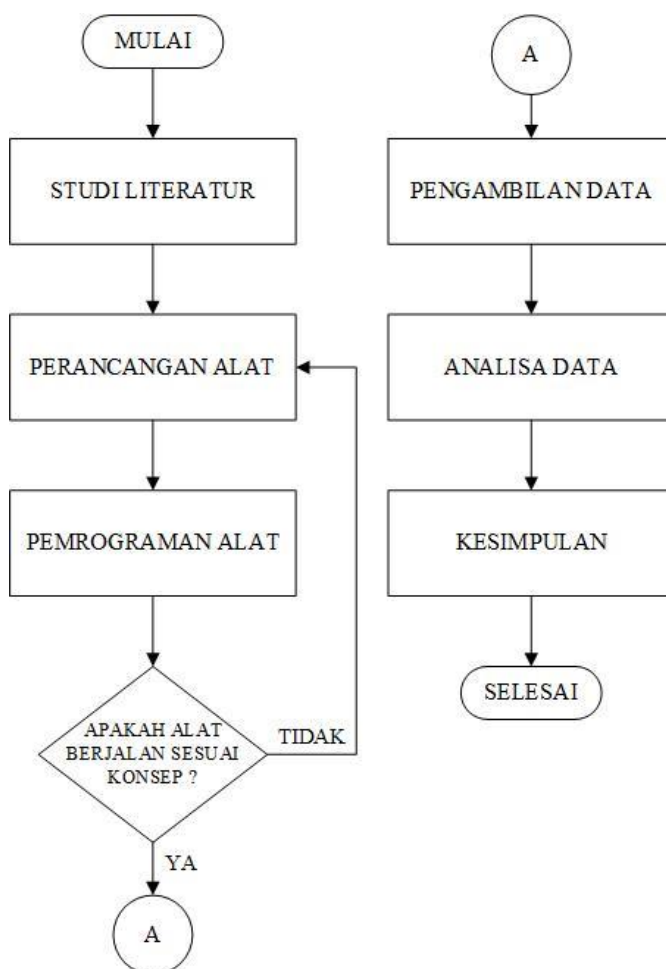 MULAI
STUDI LITERATUR
PERANCANGAN ALAT
PEMROGRAMAN ALAT
APAKAH ALAT
BERJALAN SESUAI
KONSEP ?
TIDAK
YA
A
A
PENGAMBILAN DATA
ANALISA DATA
KESIMPULAN
SELESAI